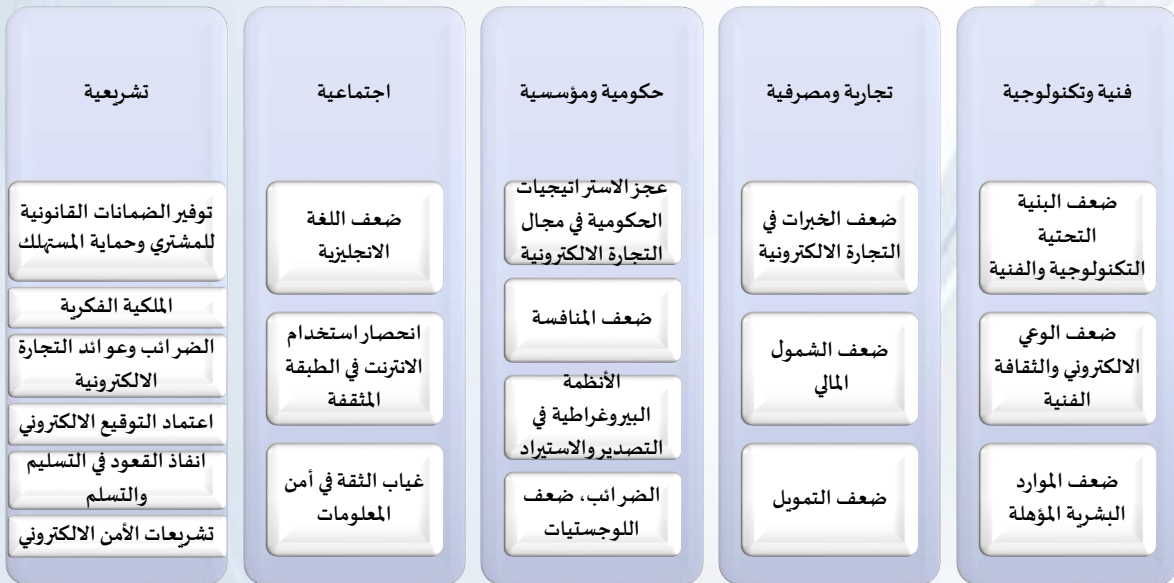 فنية وتكنولوجية
ضعف البنية
التحتية
التكنولوجية والفنية
ضعف الوعي
الالكتروني والثقافة
الفنية
ضعف الموارد
البشرية المؤهلة
تجارية ومصرفية
ضعف الخبرات في
التجارة الالكترونية
ضعف الشمول
المالي
ضعف التمويل
حكومية ومؤسسية
عجز الاستراتيجيات
الحكومية في مجال
التجارة الالكترونية
ضعف المنافسة
الأنظمة
البيروغراطية في
التصدير والاستيراد
الضرائب، ضعف
اللوجستيات
اجتماعية
ضعف اللغة
الانجليزية
انحصار استخدام
الانترنت في الطبقة
المثقفة
غياب الثقة في أمن
المعلومات
تشريعية
توفير الضمانات القانونية
للمشتري وحماية المستهلك
الملكية الفكرية
الضرائب وعوائد التجارة
الالكترونية
اعتماد التوقيع الالكتروني
انفاذ القعود في التسليم
والتسلم
تشريعات الأمن الالكتروني